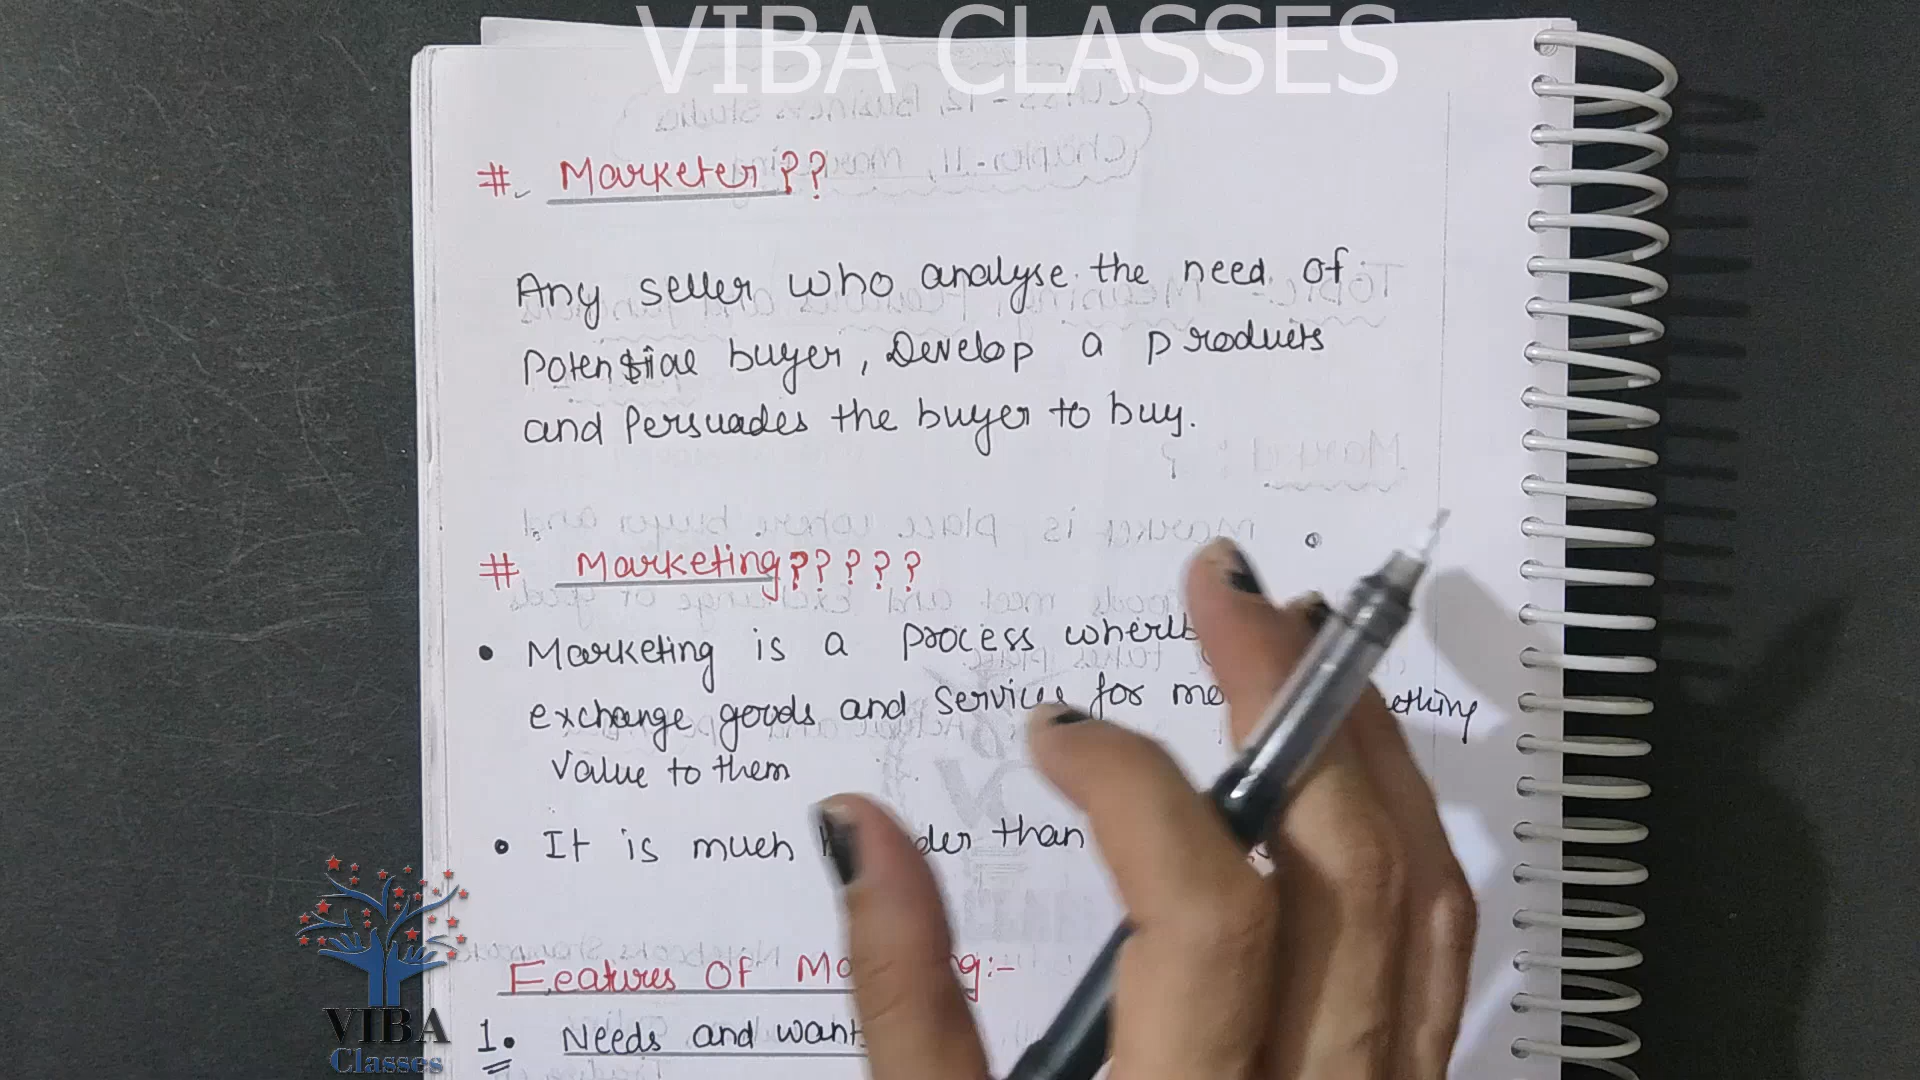 VIBA CLASSES
# Marketer ??
Any seller who analyse the need of
Potenstial buyer, Develop a products
and Persuades the buyer to buy.
# Marketing?????
• Marketing is a process
exchange goods and services for
value to them
• It is much than
Features Of
1. Needs and
VIBA
Classes